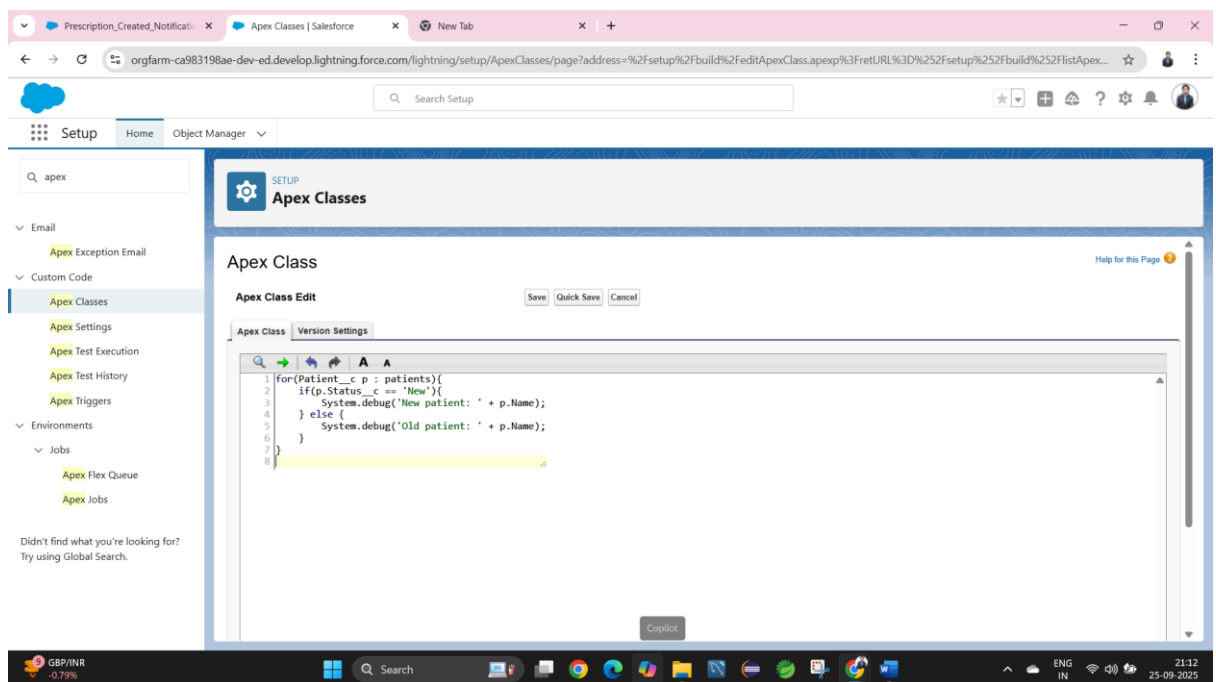 Prescription_Created_Notificatic
Apex Classes | Salesforce
New Tab
orgfarm-ca983198ae-dev-ed.develop.lightning.force.com/lightning/setup/ApexClasses/page?address=%2Fsetup%2Fbuild%2FeditApexClass.apexp%3FretURL%3D%252Fsetup%252Fbuild%252FlistApex...
Search Setup
Setup
Home
Object Manager
apex
Email
Apex Exception Email
Custom Code
Apex Classes
Apex Settings
Apex Test Execution
Apex Test History
Apex Triggers
Environments
Jobs
Apex Flex Queue
Apex Jobs
Didn't find what you're looking for?
Try using Global Search.
SETUP
Apex Classes
Apex Class
Help for this Page
Apex Class Edit
Save Quick Save Cancel
Apex Class Version Settings
A A
1 for(Patient__c p : patients){
2 if(p.Status__c == 'New'){
3 System.debug('New patient: ' + p.Name);
4 } else {
5 System.debug('Old patient: ' + p.Name);
6 }
7 }
8
Copilot
9
GBP/INR
-0.79%
Search
ENG
IN
21:12
25-09-2025